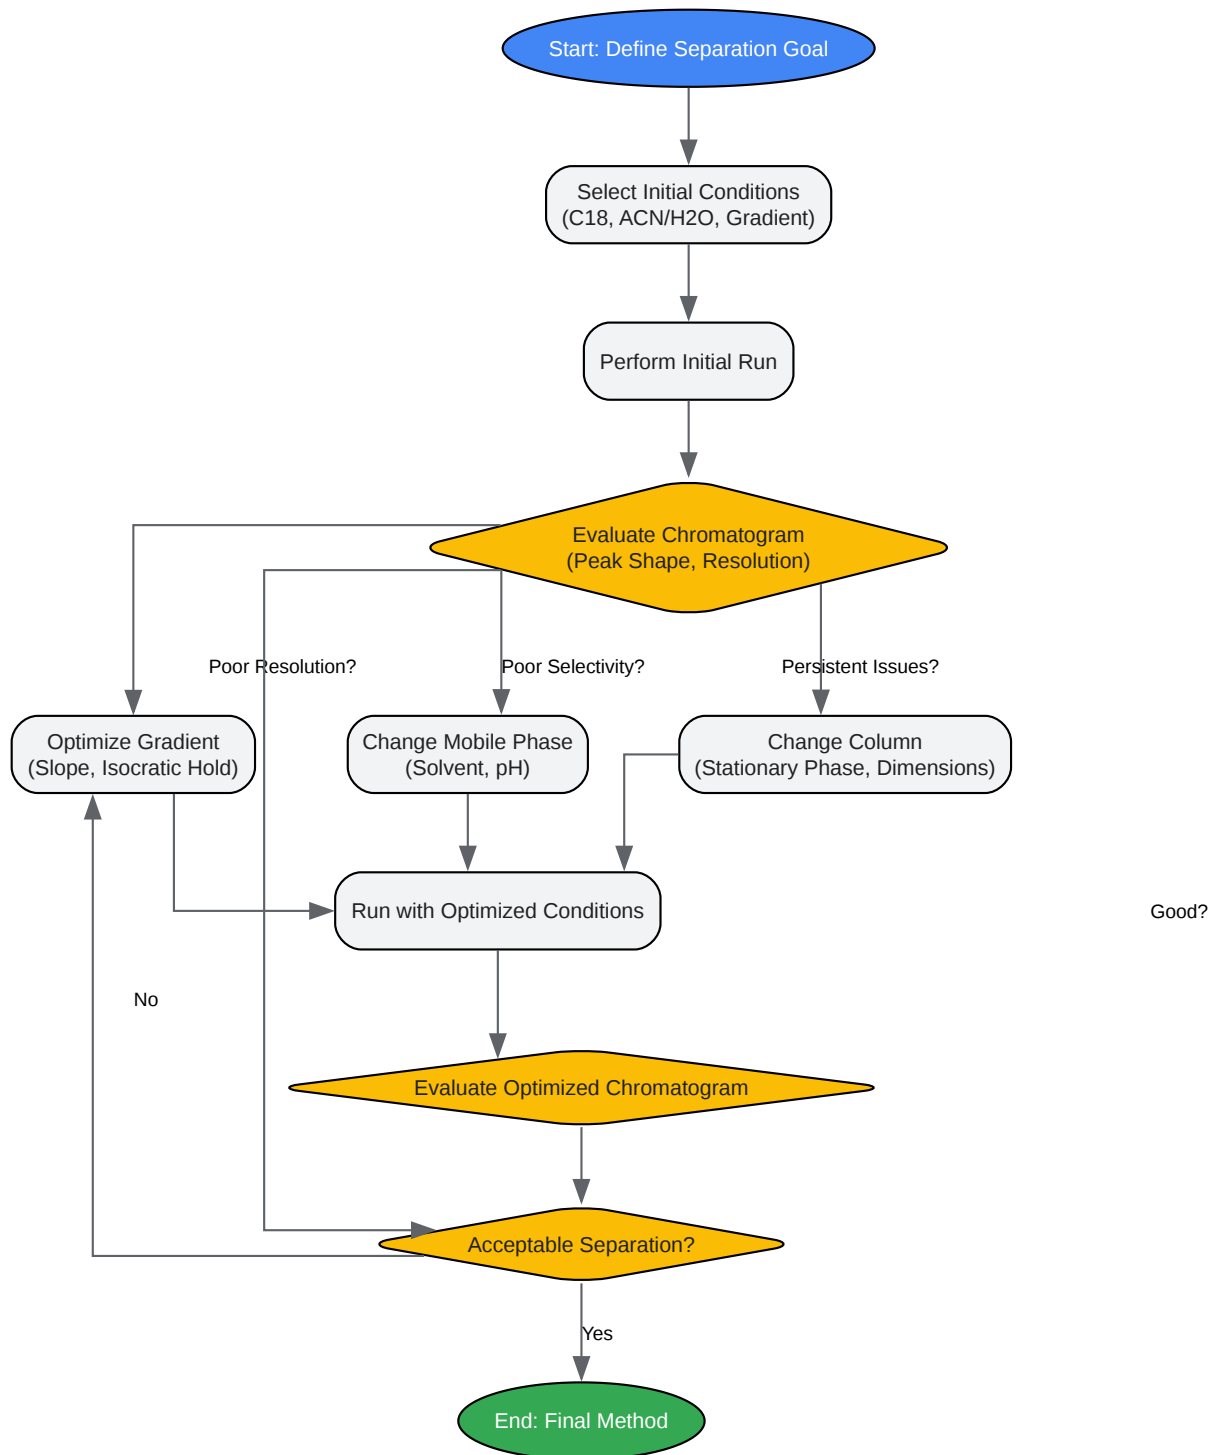 Start: Define Separation Goal
Select Initial Conditions
(C18, ACN/H2O, Gradient)
Perform Initial Run
Evaluate Chromatogram
(Peak Shape, Resolution)
Poor Resolution?
Poor Selectivity?
Persistent Issues?
Optimize Gradient
(Slope, Isocratic Hold)
Change Mobile Phase
(Solvent, pH)
Change Column
(Stationary Phase, Dimensions)
Run with Optimized Conditions
Good?
No
Evaluate Optimized Chromatogram
Acceptable Separation?
Yes
End: Final Method